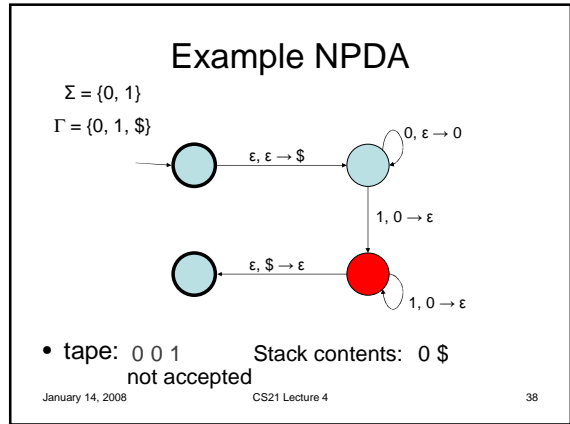 Example NPDA
Σ = {0, 1}
Γ = {0, 1, $}
0, ε → 0
ε, ε → $
1, 0 → ε
ε, $ → ε
1, 0 → ε
• tape: 0 0 1 Stack contents: 0 $
not accepted
January 14, 2008 CS21 Lecture 4 38